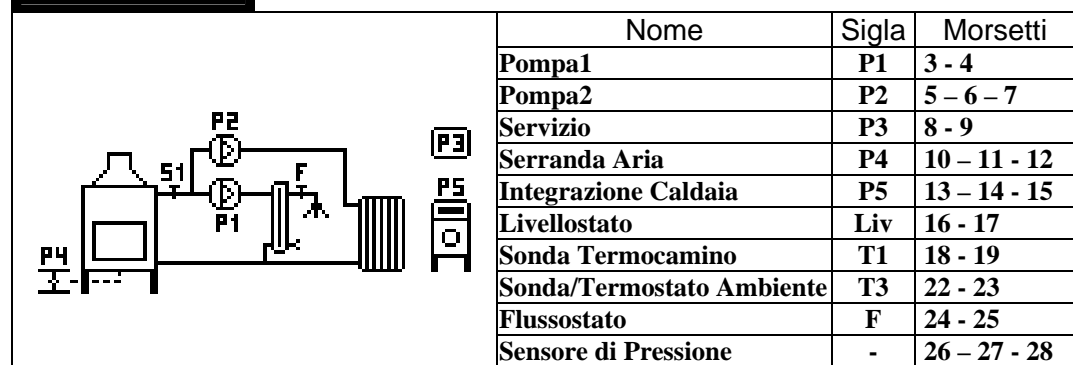 P2
S1
F
P1
P4
P3
P5
Nome Sigla Morsetti
Pompa1 P1 3 - 4
Pompa2 P2 5 – 6 – 7
Servizio P3 8 - 9
Serranda Aria P4 10 – 11 - 12
Integrazione Caldaia P5 13 – 14 - 15
Livellostato Liv 16 - 17
Sonda Termocamino T1 18 - 19
Sonda/Termostato Ambiente T3 22 - 23
Flussostato F 24 - 25
Sensore di Pressione - 26 – 27 - 28